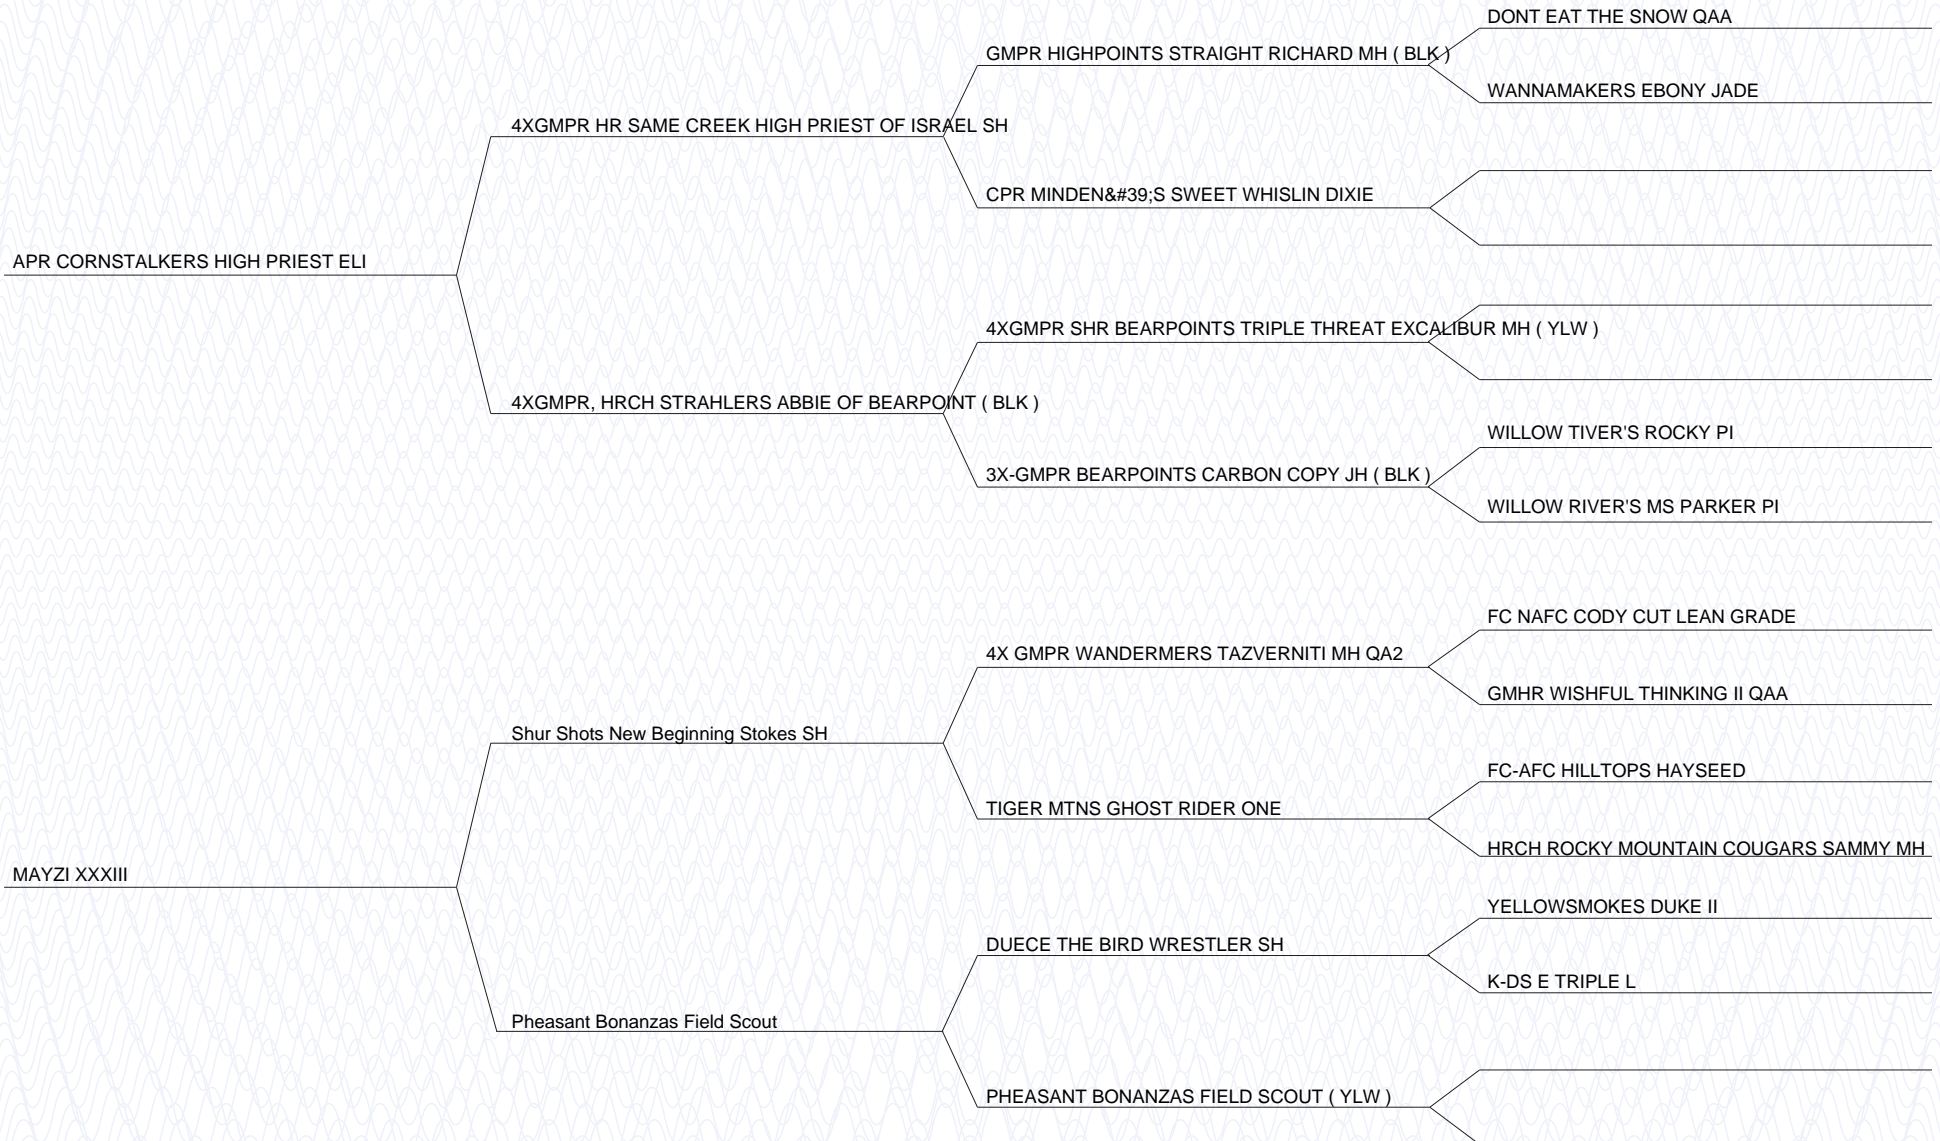 DONT EAT THE SNOW QAA
GMPR HIGHPOINTS STRAIGHT RICHARD MH ( BLK )
WANNAMAKERS EBONY JADE
4XGMPR HR SAME CREEK HIGH PRIEST OF ISRAEL SH
CPR MINDEN&#39;S SWEET WHISLIN DIXIE
APR CORNSTALKERS HIGH PRIEST ELI
4XGMPR SHR BEARPOINTS TRIPLE THREAT EXCALIBUR MH ( YLW )
4XGMPR, HRCH STRAHLERS ABBIE OF BEARPOINT ( BLK )
WILLOW TIVER'S ROCKY PI
3X-GMPR BEARPOINTS CARBON COPY JH ( BLK )
WILLOW RIVER'S MS PARKER PI
FC NAFC CODY CUT LEAN GRADE
4X GMPR WANDERMERS TAZVERNITI MH QA2
GMHR WISHFUL THINKING II QAA
Shur Shots New Beginning Stokes SH
FC-AFC HILLTOPS HAYSEED
TIGER MTNS GHOST RIDER ONE
HRCH ROCKY MOUNTAIN COUGARS SAMMY MH
MAYZI XXXIII
YELLOWSMOKES DUKE II
DUECE THE BIRD WRESTLER SH
K-DS E TRIPLE L
Pheasant Bonanzas Field Scout
PHEASANT BONANZAS FIELD SCOUT ( YLW )